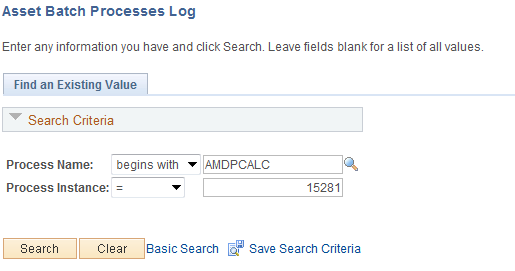 Asset Batch Processes Log
Enter any information you have and click Search. Leave fields blank for a list of all values.
Find an Existing Value
Search Criteria
Process Name: begins with AMDPCALC
Process Instance: = 15281
Search Clear Basic Search Save Search Criteria